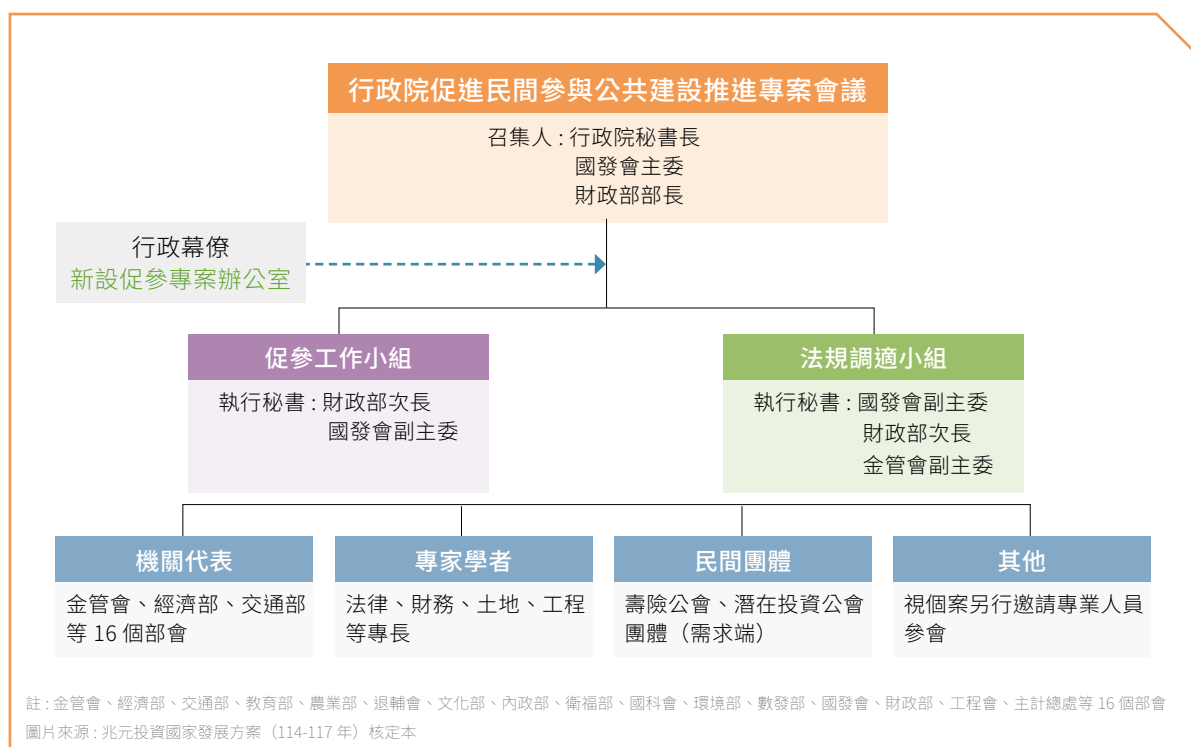 行政院促進民間參與公共建設推進專案會議
召集人 : 行政院秘書長
國發會主委
財政部部長
行政幕僚
新設促參專案辦公室
促參工作小組
執行秘書 : 財政部次長
國發會副主委
法規調適小組
執行秘書 : 國發會副主委
財政部次長
金管會副主委
機關代表
金管會、經濟部、交通部
等 16 個部會
專家學者
法律、財務、土地、工程
等專長
民間團體
壽險公會、潛在投資公會
團體（需求端）
其他
視個案另行邀請專業人員
參會
註 : 金管會、經濟部、交通部、教育部、農業部、退輔會、文化部、內政部、衛福部、國科會、環境部、數發部、國發會、財政部、工程會、主計總處等 16 個部會
圖片來源 : 兆元投資國家發展方案（114-117 年）核定本